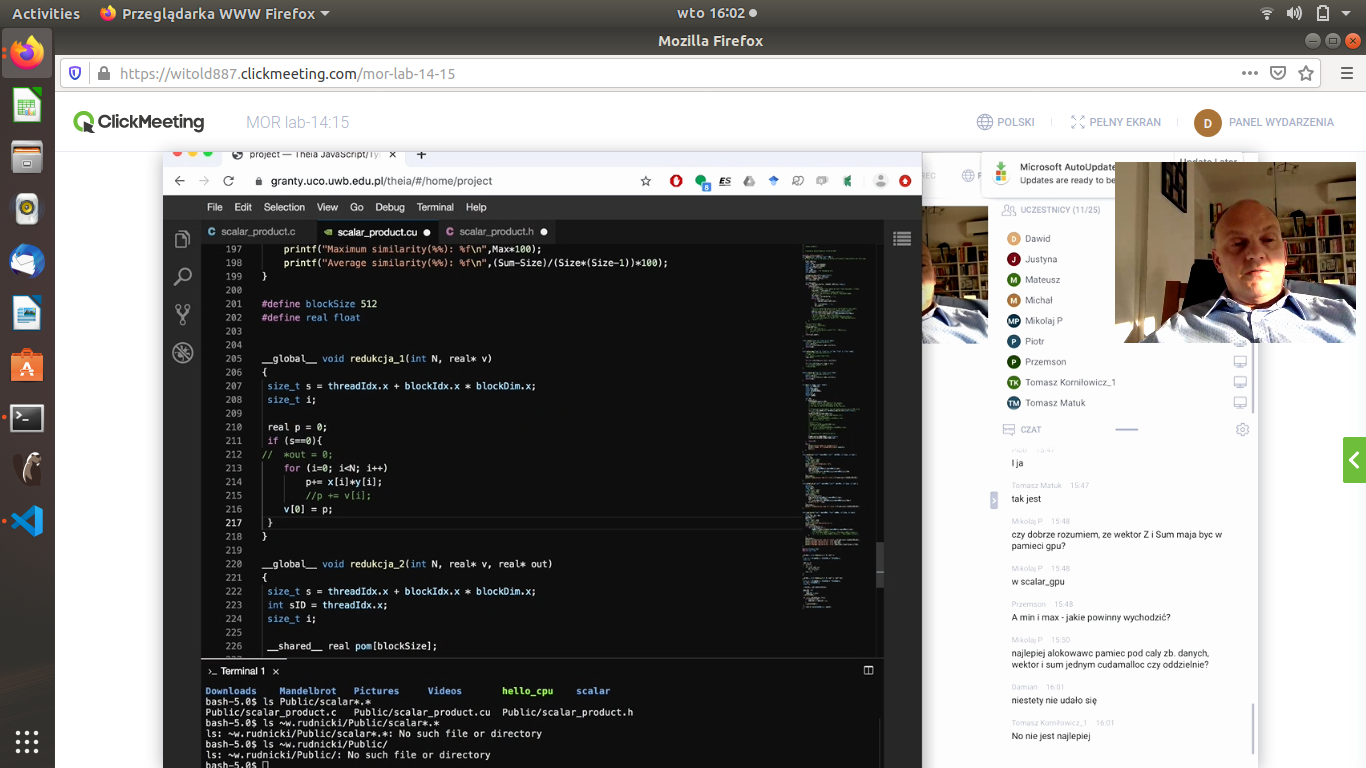 Activities
Przeglądarka WWW Firefox
wto 16:02
Mozilla Firefox
https://witold887.clickmeeting.com/mor-lab-14-15
ClickMeeting
MOR lab-14:15
POLSKI
PEŁNY EKRAN
D
PANEL WYDARZENIA
project — Theia JavaScript/Ty
granty.uco.uwb.edu.pl/theia/#/home/project
8
ES
File Edit Selection View Go Debug Terminal Help
scalar_product.c
scalar_product.cu
scalar_product.h
197 printf("Maximum similarity(%%): %f\n",Max*100);
198 printf("Average similarity(%%): %f\n",(Sum-Size)/(Size*(Size-1))*100);
199 }
200
201 #define blockSize 512
202 #define real float
203
204
205 __global__ void redukcja_1(int N, real* v)
206 {
207 size_t s = threadIdx.x + blockIdx.x * blockDim.x;
208 size_t i;
209
210 real p = 0;
211 if (s==0){
212 // *out = 0;
213 for (i=0; i<N; i++)
214 p+= x[i]*y[i];
215 //p += v[i];
216 v[0] = p;
217 }
218 }
219
220 __global__ void redukcja_2(int N, real* v, real* out)
221 {
222 size_t s = threadIdx.x + blockIdx.x * blockDim.x;
223 int sID = threadIdx.x;
224 size_t i;
225
226 __shared__ real pom[blockSize];
Terminal 1
Downloads Mandelbrot Pictures Videos hello_cpu scalar
bash-5.0$ ls Public/scalar*.*
Public/scalar_product.c Public/scalar_product.cu Public/scalar_product.h
bash-5.0$ ls ~w.rudnicki/Public/scalar*.*
ls: ~w.rudnicki/Public/scalar*.*: No such file or directory
bash-5.0$ ls ~w.rudnicki/Public/
ls: ~w.rudnicki/Public/: No such file or directory
bash-5.0$
REC
Microsoft AutoUpdate
Updates are ready to be
Update Later
UCZESTNICY (11/25)
D Dawid
J Justyna
M Mateusz
M Michał
MP Mikolaj P
P Piotr
P Przemson
TK Tomasz Korniłowicz_1
TM Tomasz Matuk
CZAT
I ja
Tomasz Matuk 15:47
tak jest
Mikolaj P 15:48
czy dobrze rozumiem, ze wektor Z i Sum maja byc w
pamieci gpu?
Mikolaj P 15:48
w scalar_gpu
Przemson 15:48
A min i max - jakie powinny wychodzić?
Mikolaj P 15:50
najlepiej alokowawc pamiec pod caly zb. danych,
wektor i sum jednym cudamalloc czy oddzielnie?
Damian 16:01
niestety nie udało się
Tomasz Korniłowicz_1 16:01
No nie jest najlepiej